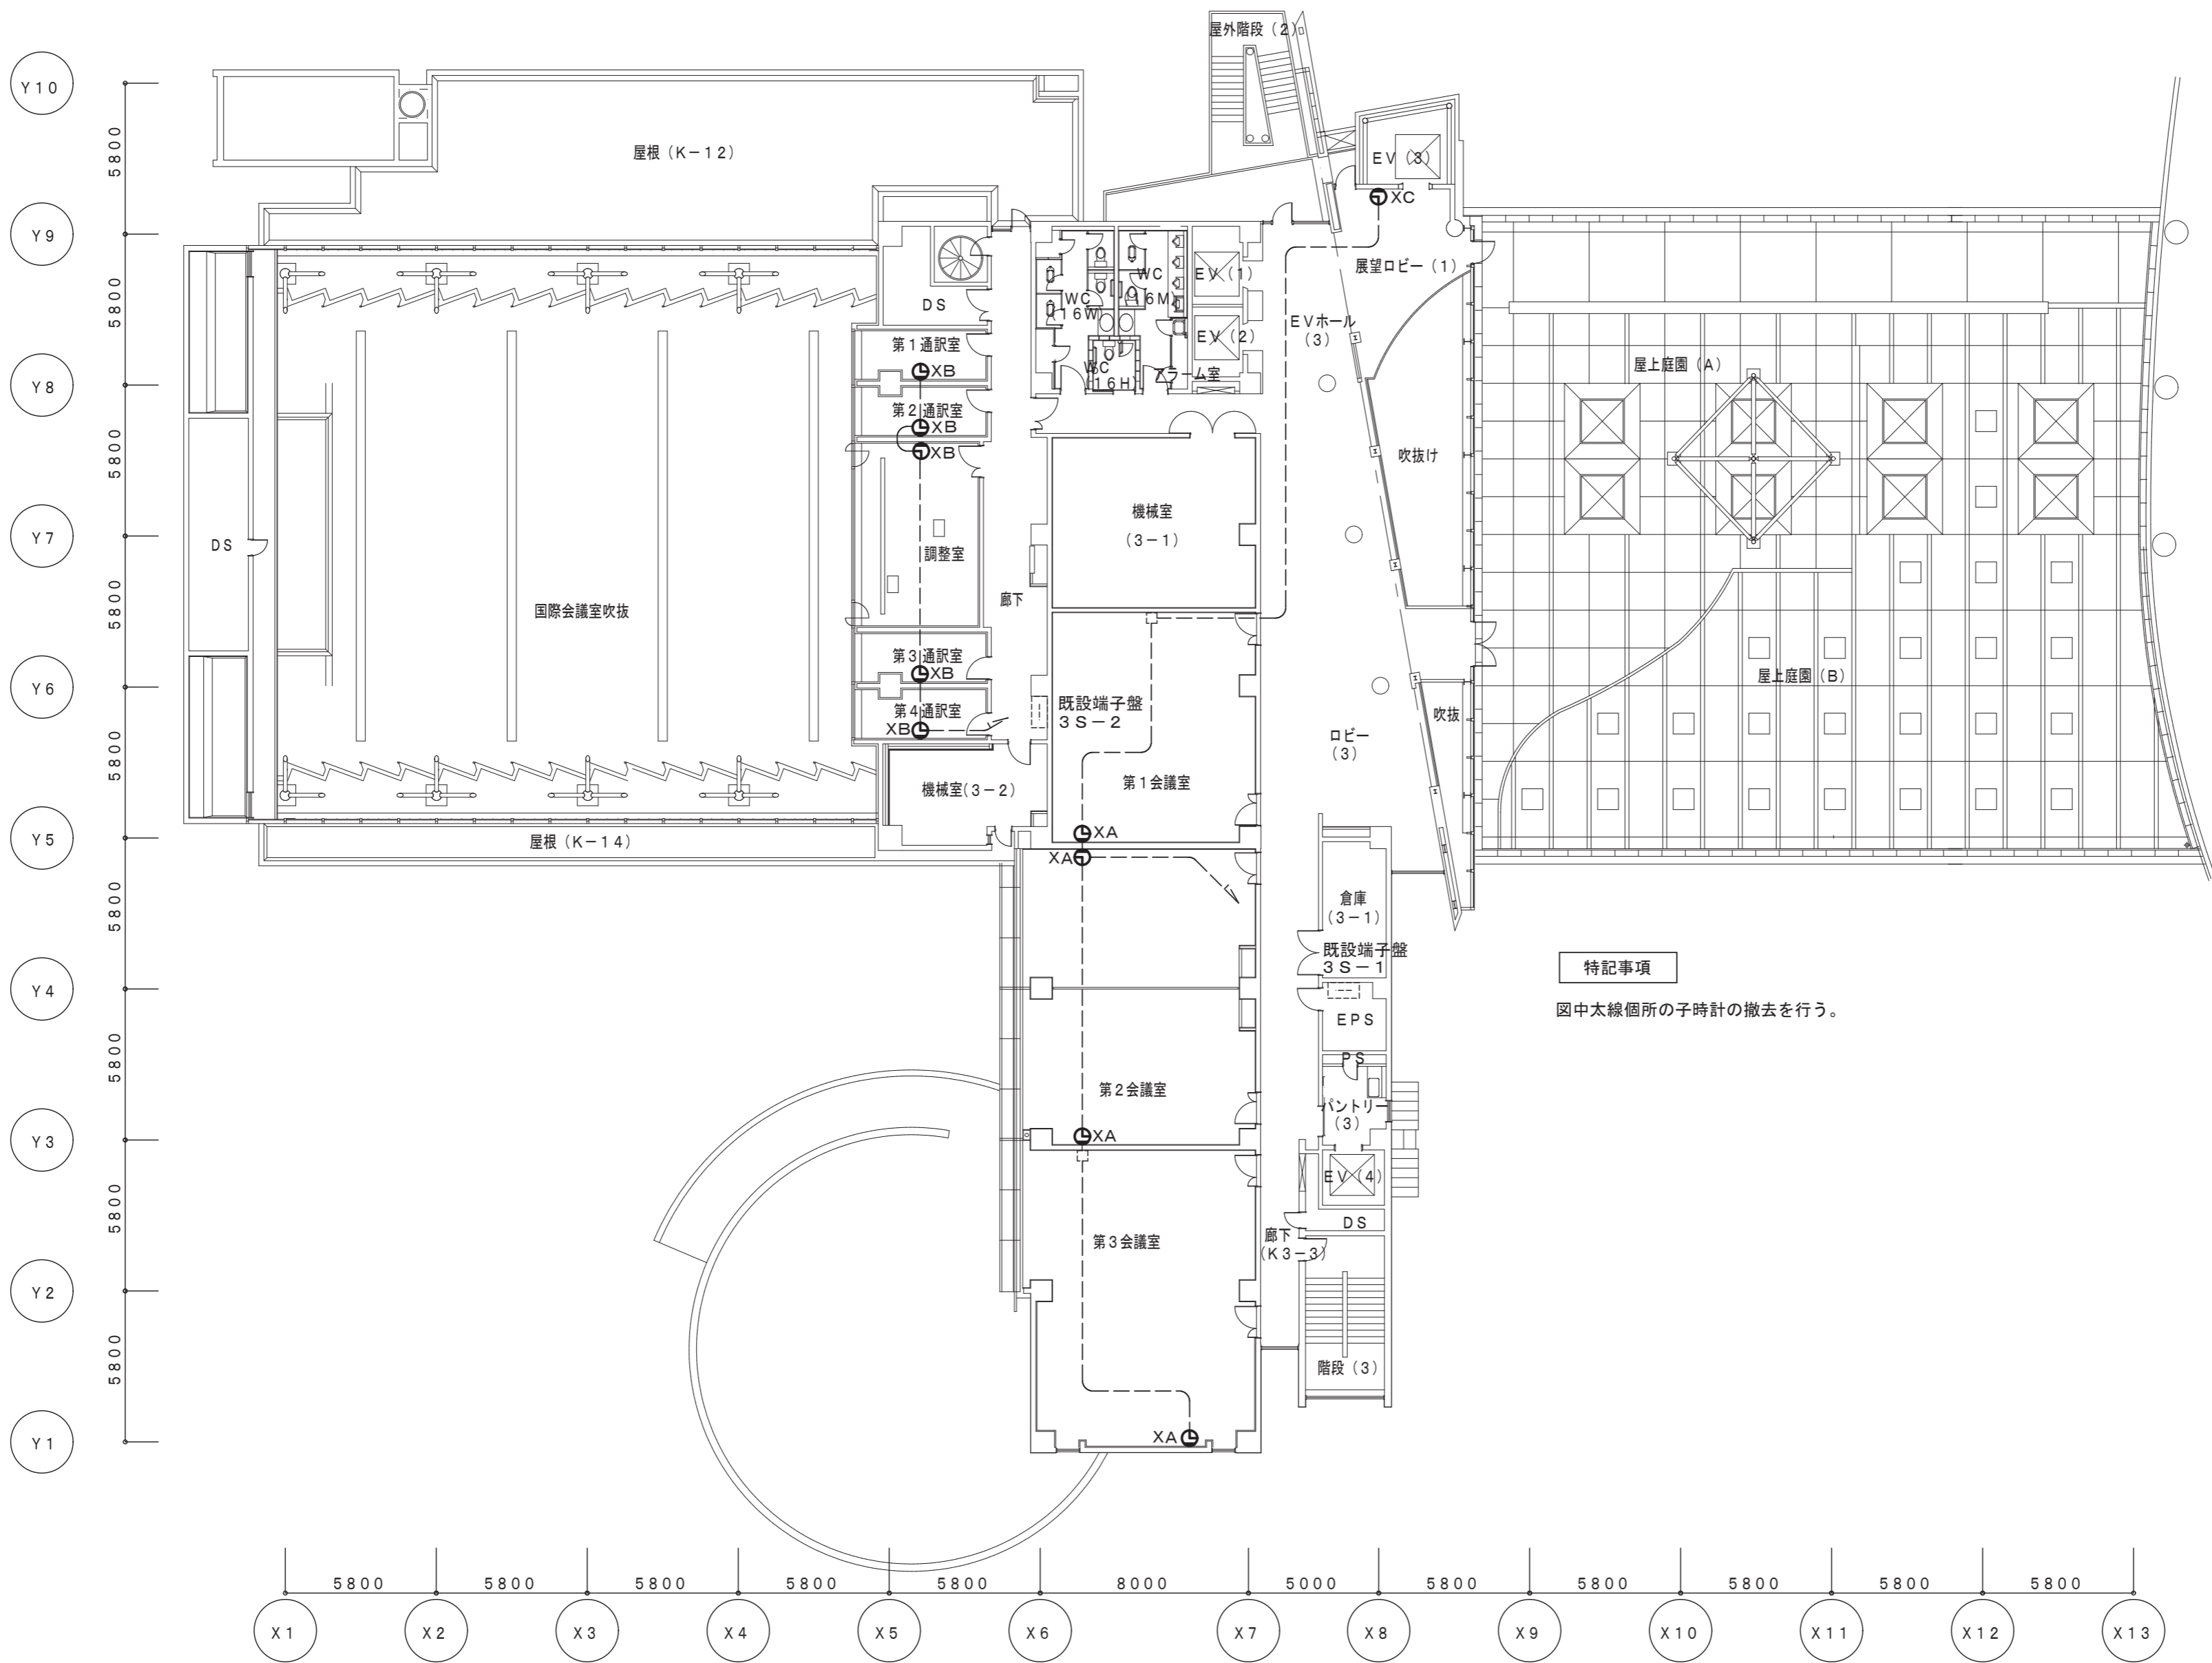 屋外階段（2）
Y10
5800
屋根（K－12）
EV（3）
XC
Y9
展望ロビー（1）
WC
（16M）
EV（1）
WC
（16W）
DS
5800
EVホール
（3）
EV（2）
第1通訳室
XB
WC
16H）
アラーム室
屋上庭園（A）
Y8
第2通訳室
XB
XB
吹抜け
5800
機械室
（3－1）
Y7
DS
調整室
国際会議室吹抜
廊下
5800
第3通訳室
XB
屋上庭園（B）
Y6
既設端子盤
3S－2
第4通訳室
XB
吹抜
ロビー
（3）
5800
機械室(3－2)
第1会議室
XA
Y5
屋根（K－14）
XA
5800
倉庫
（3－1）
既設端子盤
3S－1
特記事項
図中太線個所の子時計の撤去を行う。
Y4
EPS
5800
PS
第2会議室
パントリー
（3）
XA
Y3
EV（4）
5800
DS
第3会議室
廊下
（K3－3）
Y2
5800
階段（3）
XA
Y1
5800
5800
5800
5800
5800
8000
5000
5800
5800
5800
5800
5800
X1
X2
X3
X4
X5
X6
X7
X8
X9
X10
X11
X12
X13